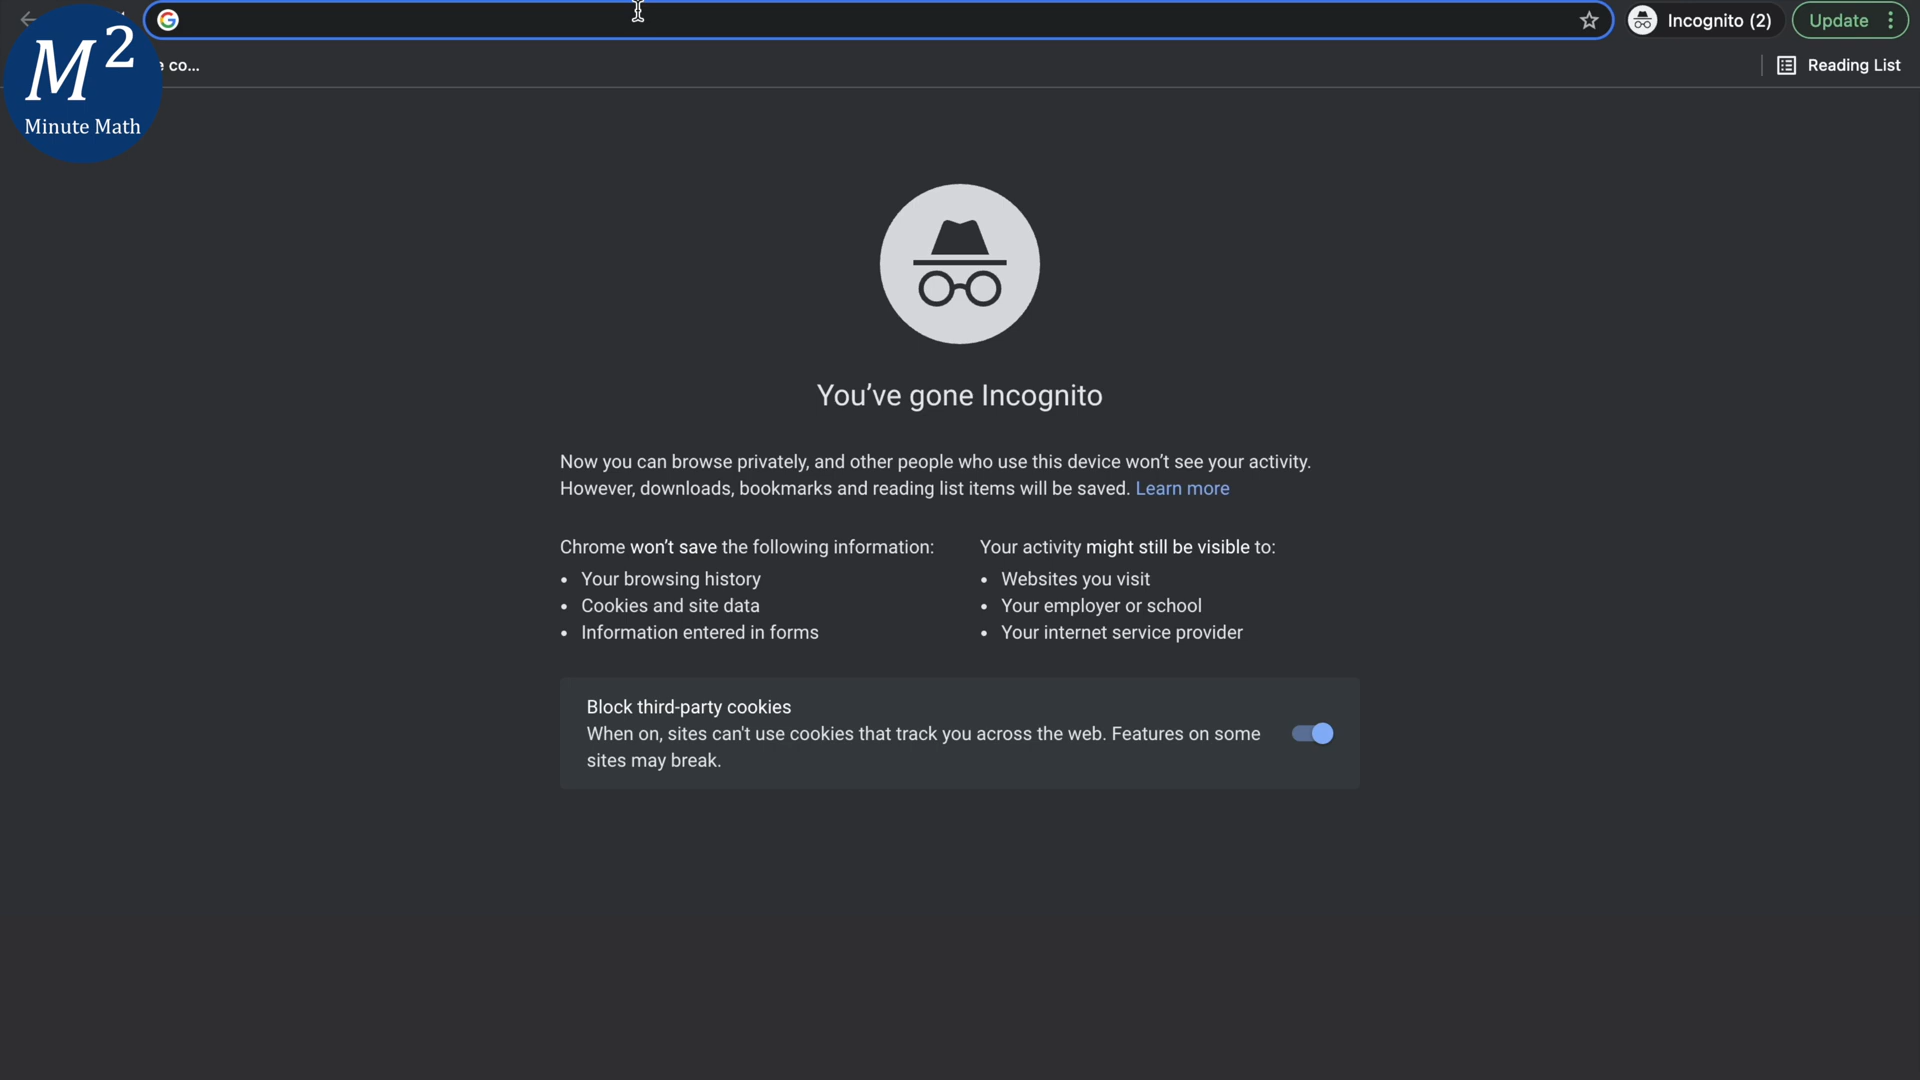 Incognito (2)
Update
M²
Minute Math
e co...
Reading List
You've gone Incognito
Now you can browse privately, and other people who use this device won't see your activity.
However, downloads, bookmarks and reading list items will be saved. Learn more
Chrome won't save the following information:
Your browsing history
Cookies and site data
Information entered in forms
Your activity might still be visible to:
Websites you visit
Your employer or school
Your internet service provider
Block third-party cookies
When on, sites can't use cookies that track you across the web. Features on some
sites may break.